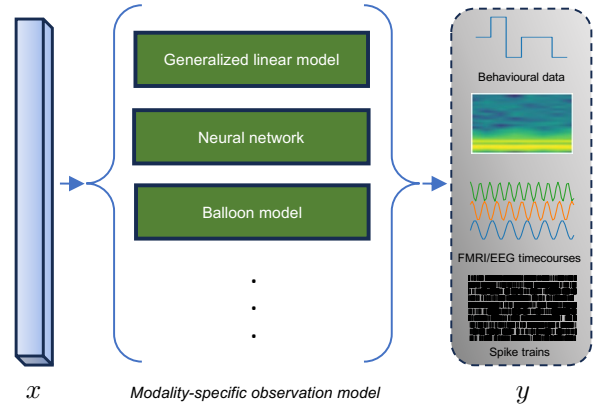 Generalized linear model
Neural network
Balloon model
Behavioural data
FMRI/EEG timecourses
Spike trains
x
Modality-specific observation model
y